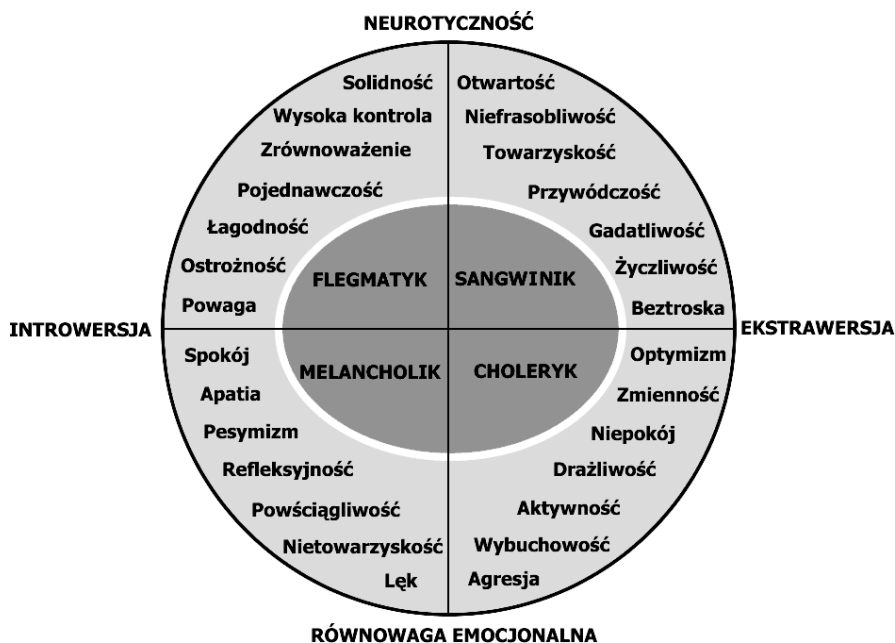 NEUROTYCZNOŚĆ
Solidność
Otwartość
Wysoka kontrola
Niefrasobliwość
Zrównoważenie
Towarzyskość
Pojednawczość
Przywódczość
Łagodność
Gadatliwość
Ostrożność
FLEGMATYK
SANGWINIK
Życzliwość
Powaga
Beztroska
INTROWERSJA
EKSTRAWERSJA
Spokój
MELANCHOLIK
CHOLERYK
Optymizm
Apatia
Zmienność
Pesymizm
Niepokój
Refleksyjność
Drażliwość
Powściągliwość
Aktywność
Nietowarzyskość
Wybuchowość
Lęk
Agresja
RÓWNOWAGA EMOCJONALNA